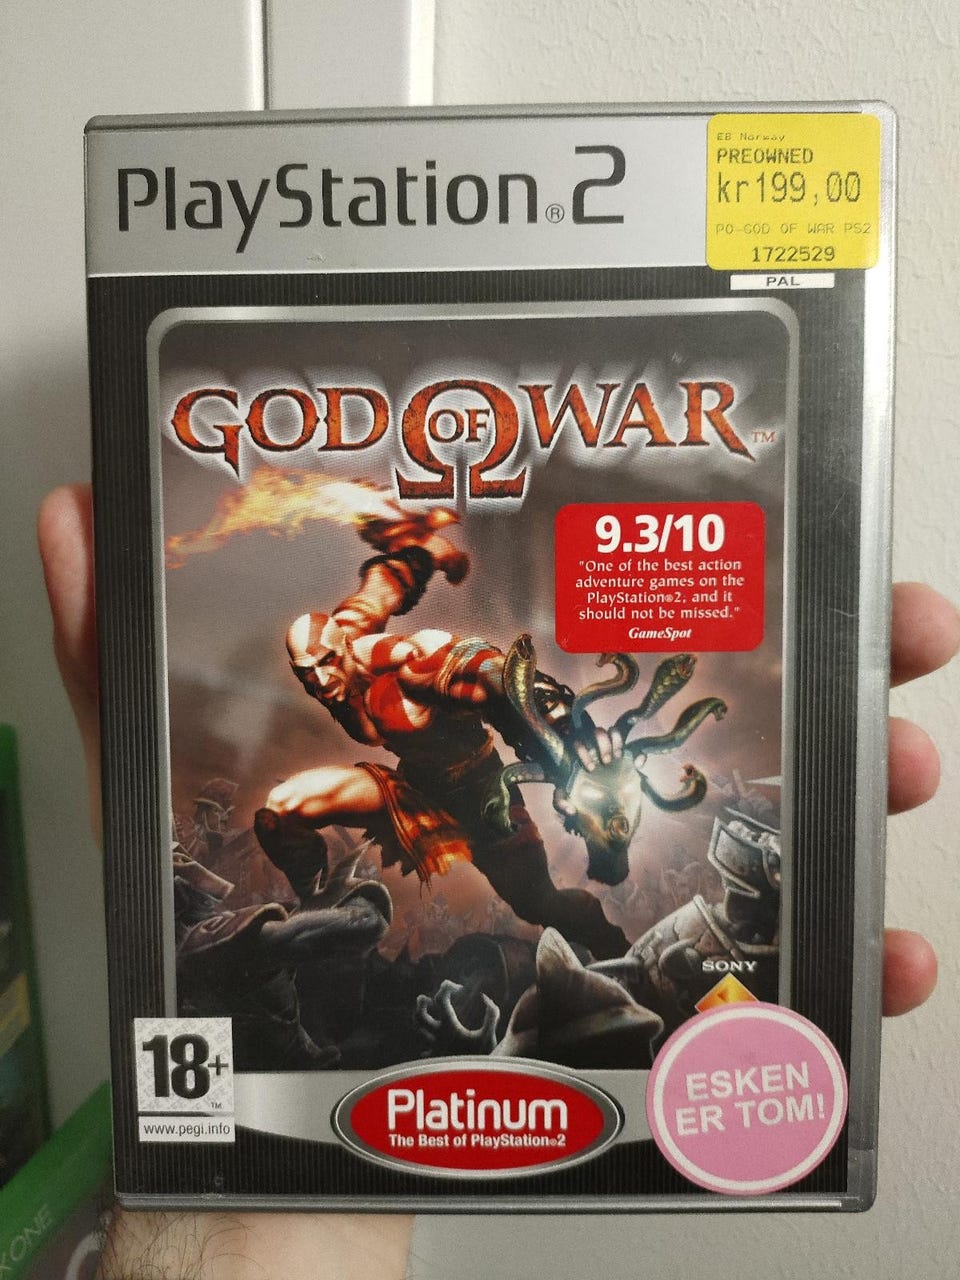 PlayStation®2
EB Norway
PREOWNED
kr199,00
PO-GOD OF WAR PS2
1722529
PAL
GOD OF WAR™
9.3/10
"One of the best action
adventure games on the
PlayStation®2, and it
should not be missed."
GameSpot
SONY
18+™
www.pegi.info
Platinum
The Best of PlayStation®2
ESKEN
ER TOM!
ONE